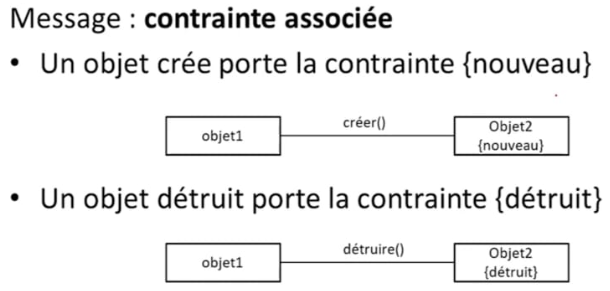 Message : contrainte associée
• Un objet crée porte la contrainte {nouveau}
créer()
objet1
Objet2
{nouveau}
• Un objet détruit porte la contrainte {détruit}
détruire()
objet1
Objet2
{détruit}